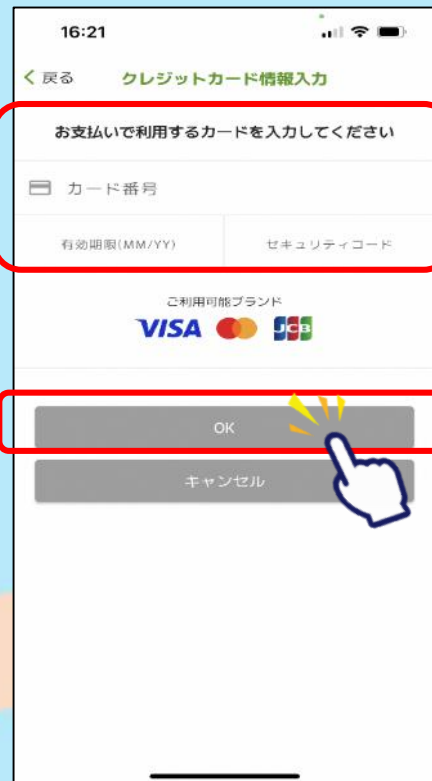 16:21
戻る クレジットカード情報入力
お支払いで利用するカードを入力してください
カード番号
有効期限(MM/YY) セキュリティコード
ご利用可能ブランド
VISA JCB
OK
キャンセル